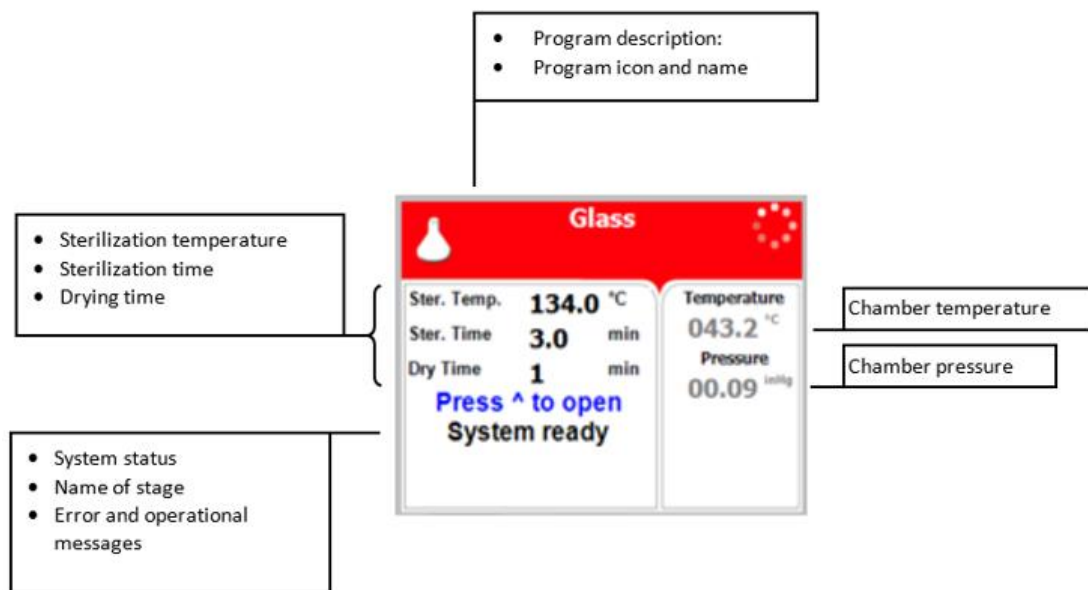 • Program description:
• Program icon and name
• Sterilization temperature
• Sterilization time
• Drying time
Glass
Ster. Temp. 134.0 °C
Ster. Time 3.0 min
Dry Time 1 min
Press ^ to open
System ready
Temperature
043.2 °C
Pressure
00.09 inHg
Chamber temperature
Chamber pressure
• System status
• Name of stage
• Error and operational
messages